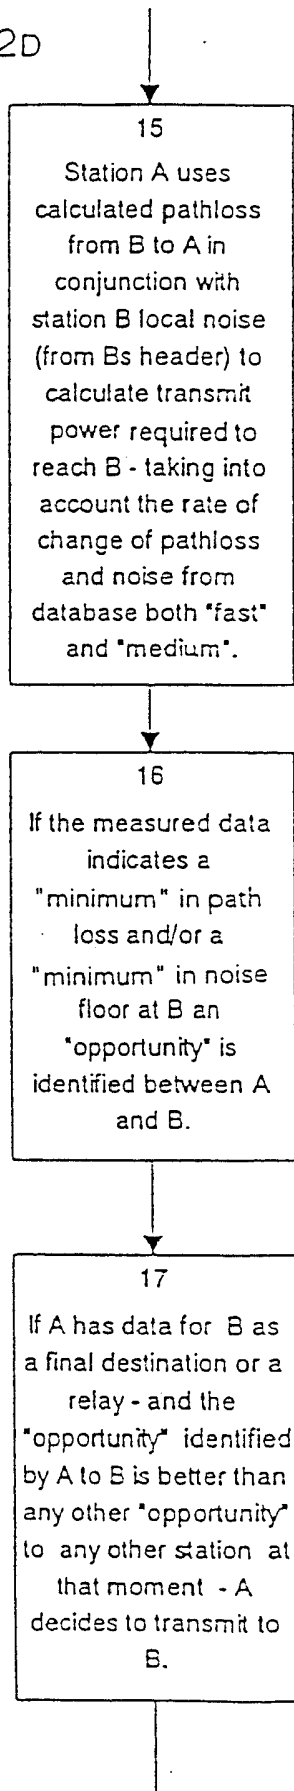 2D
15
Station A uses
calculated pathloss
from B to A in
conjunction with
station B local noise
(from Bs header) to
calculate transmit
power required to
reach B - taking into
account the rate of
change of pathloss
and noise from
database both "fast"
and "medium".
16
If the measured data
indicates a
"minimum" in path
loss and/or a
"minimum" in noise
floor at B an
"opportunity" is
identified between A
and B.
17
If A has data for B as
a final destination or a
relay - and the
"opportunity" identified
by A to B is better than
any other "opportunity"
to any other station at
that moment - A
decides to transmit to
B.